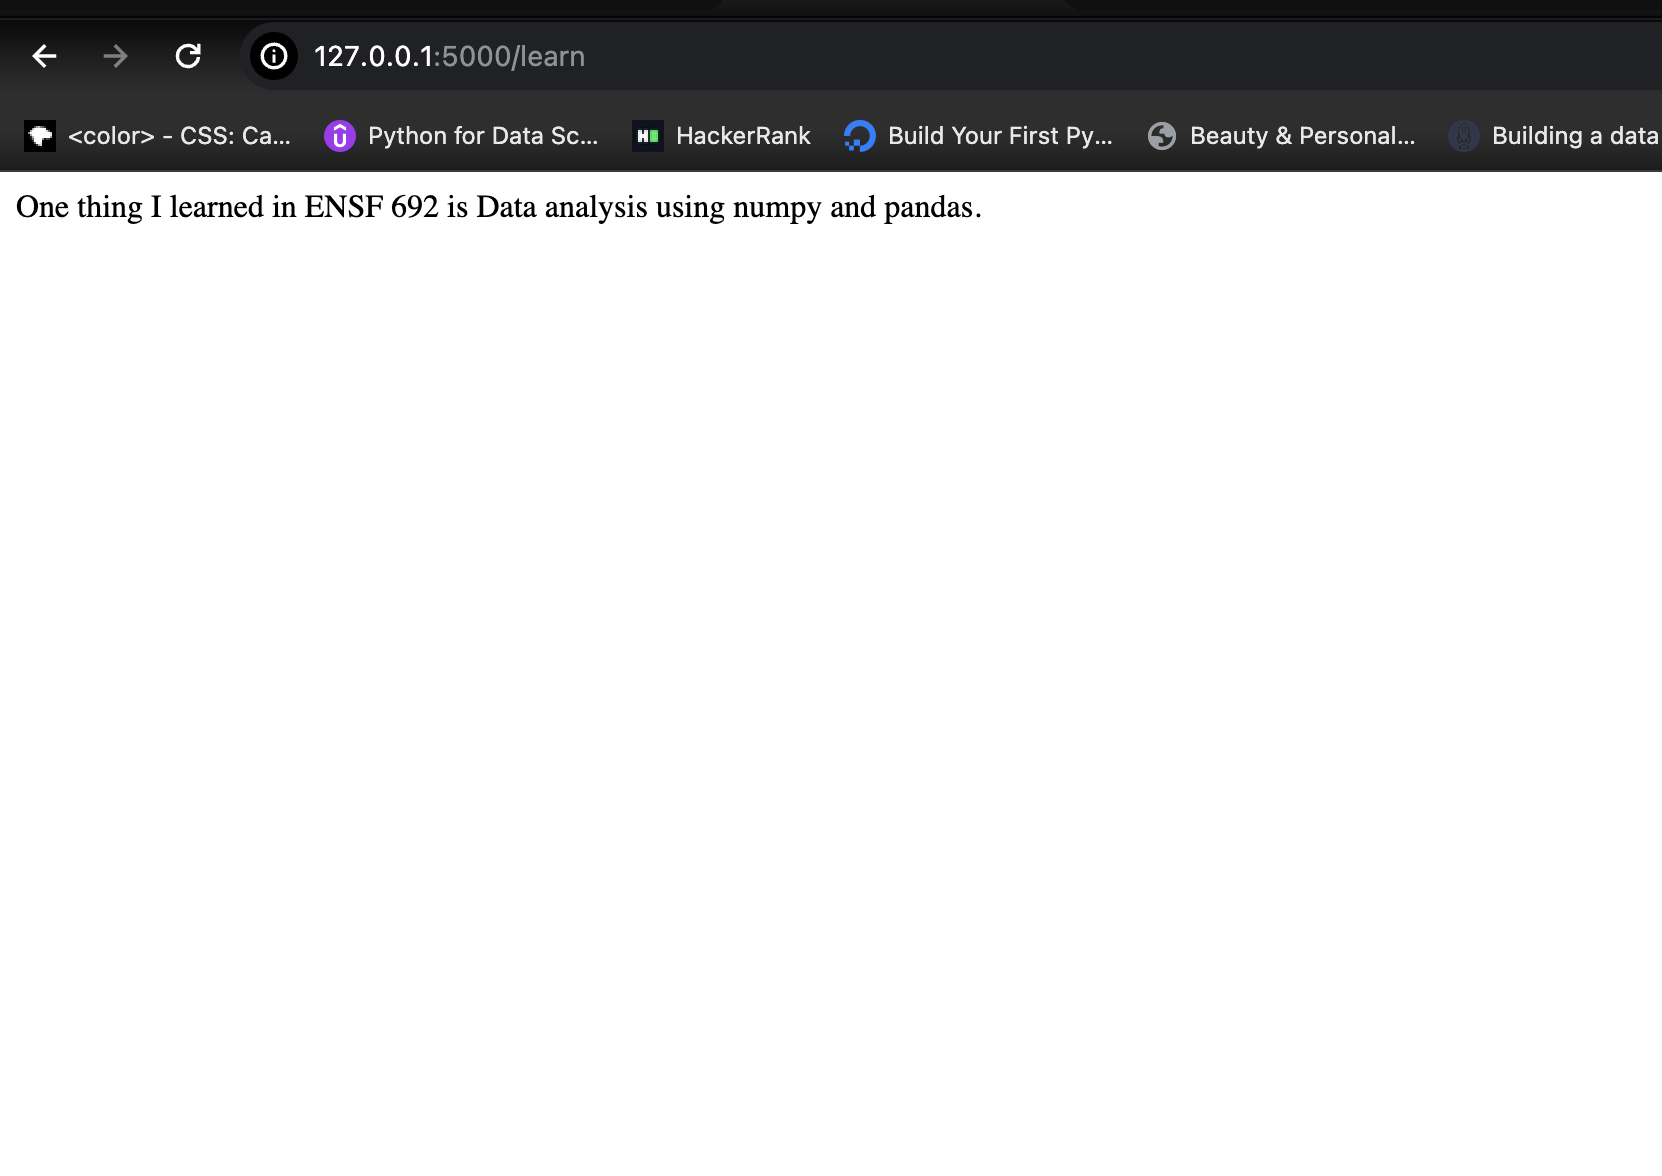 127.0.0.1:5000/learn
<color> - CSS: Ca... Python for Data Sc... HackerRank Build Your First Py... Beauty & Personal... Building a data
One thing I learned in ENSF 692 is Data analysis using numpy and pandas.